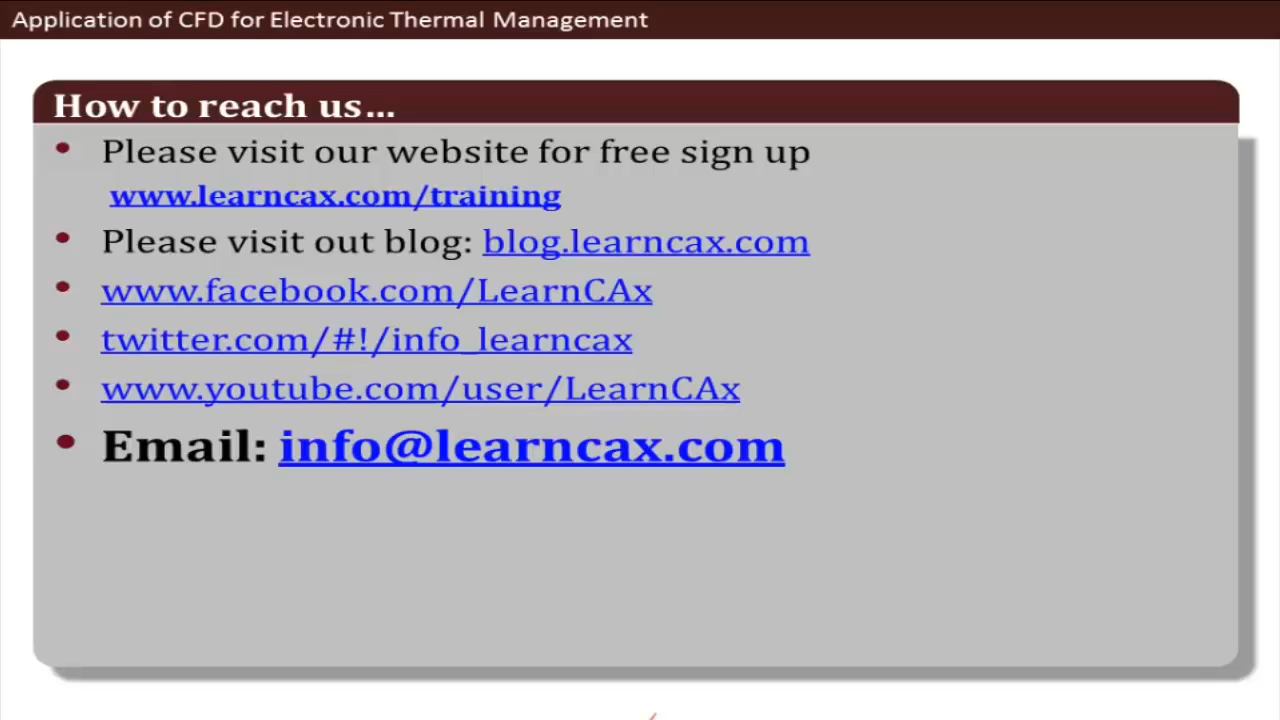 Application of CFD for Electronic Thermal Management
How to reach us...
• Please visit our website for free sign up
www.learncax.com/training
• Please visit out blog: blog.learncax.com
• www.facebook.com/LearnCAx
• twitter.com/#!/info_learncax
• www.youtube.com/user/LearnCAx
• Email: info@learncax.com